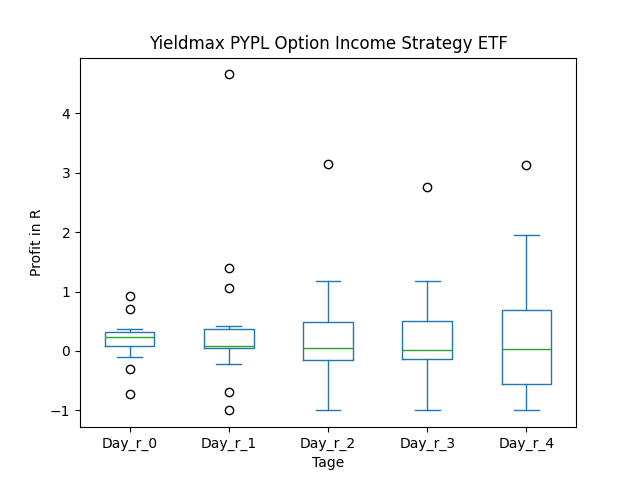 Yieldmax PYPL Option Income Strategy ETF
Profit in R
4
3
2
1
0
−1
Day_r_0 Day_r_1 Day_r_2 Day_r_3 Day_r_4
Tage